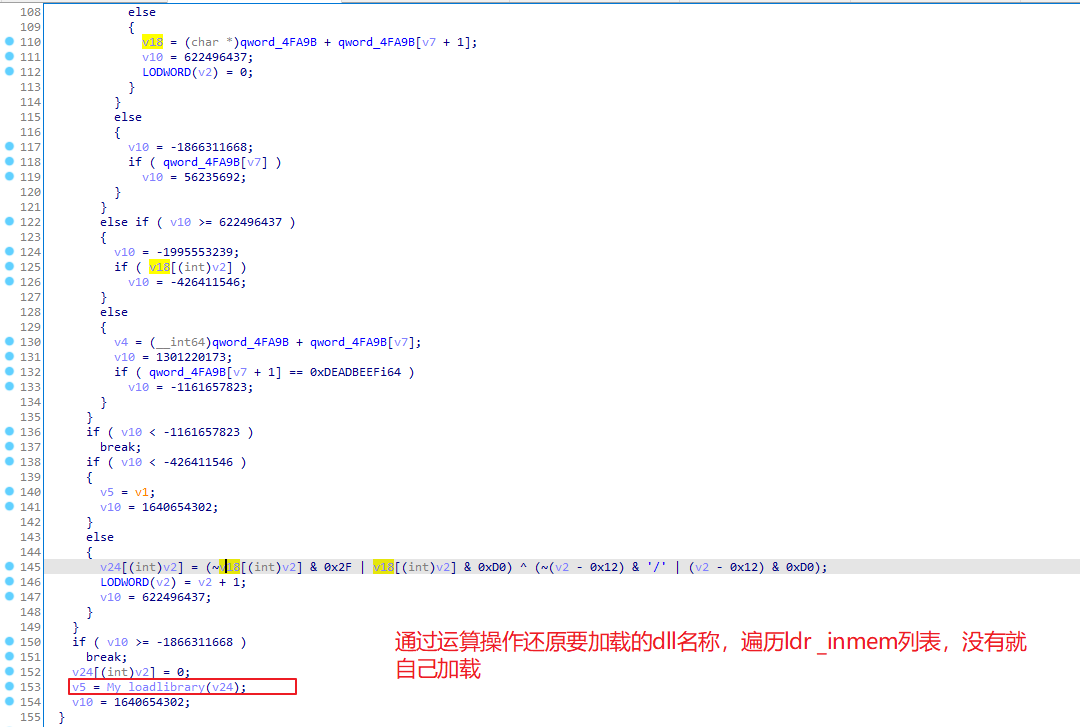 108 else
109 {
110 v18 = (char *)qword_4FA9B + qword_4FA9B[v7 + 1];
111 v10 = 622496437;
112 LODWORD(v2) = 0;
113 }
114 }
115 else
116 {
117 v10 = -1866311668;
118 if ( qword_4FA9B[v7] )
119 v10 = 56235692;
120 }
121 }
122 else if ( v10 >= 622496437 )
123 {
124 v10 = -1995553239;
125 if ( v18[(int)v2] )
126 v10 = -426411546;
127 }
128 else
129 {
130 v4 = (__int64)qword_4FA9B + qword_4FA9B[v7];
131 v10 = 1301220173;
132 if ( qword_4FA9B[v7 + 1] == 0xDEADBEEFi64 )
133 v10 = -1161657823;
134 }
135 }
136 if ( v10 < -1161657823 )
137 break;
138 if ( v10 < -426411546 )
139 {
140 v5 = v1;
141 v10 = 1640654302;
142 }
143 else
144 {
145 v24[(int)v2] = (~v18[(int)v2] & 0x2F | v18[(int)v2] & 0xD0) ^ (~(v2 - 0x12) & '/' | (v2 - 0x12) & 0xD0);
146 LODWORD(v2) = v2 + 1;
147 v10 = 622496437;
148 }
149 }
150 if ( v10 >= -1866311668 )
151 break;
152 v24[(int)v2] = 0;
153 v5 = My_loadlibrary(v24);
154 v10 = 1640654302;
155 }
通过运算操作还原要加载的dll名称，遍历ldr _inmem列表，没有就
自己加载